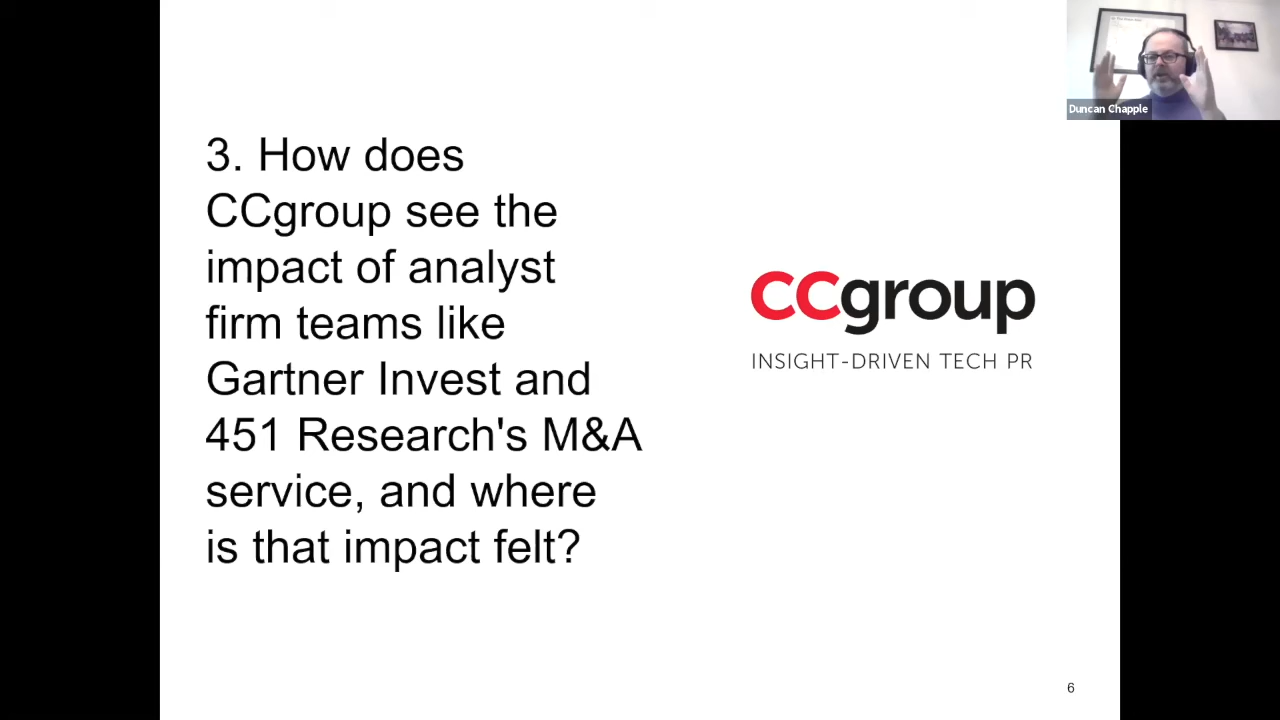 Duncan Chapple
3. How does
CCgroup see the
impact of analyst
firm teams like
Gartner Invest and
451 Research's M&A
service, and where
is that impact felt?
CCgroup
INSIGHT-DRIVEN TECH PR
6